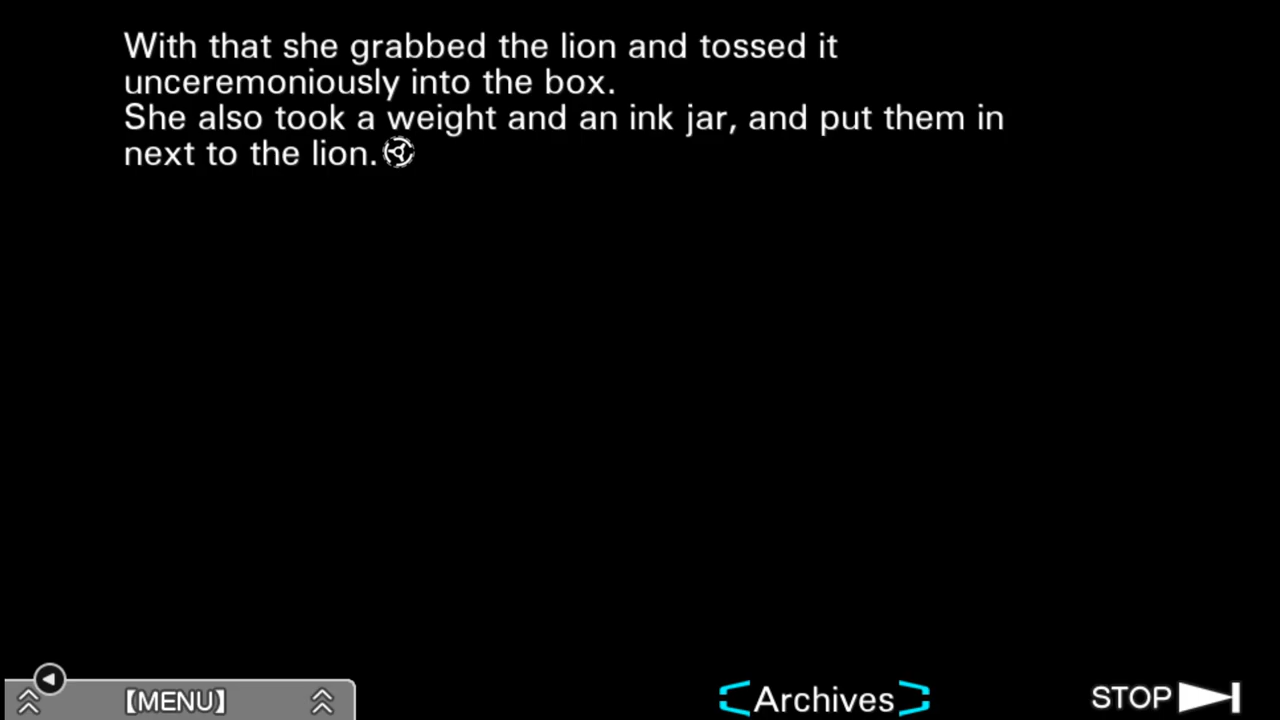 With that she grabbed the lion and tossed it
unceremoniously into the box.
She also took a weight and an ink jar, and put them in
next to the lion.
【MENU】
Archives
STOP